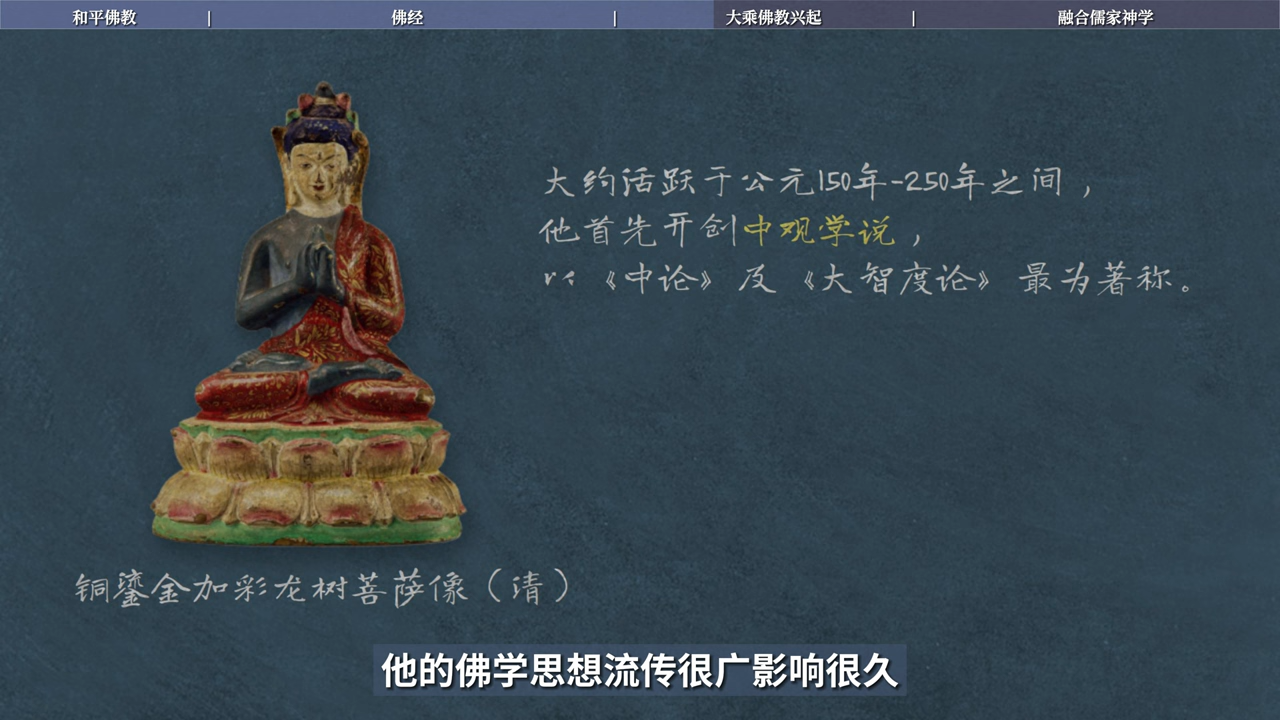 和平佛教 | 佛经 | 大乘佛教兴起 | 融合儒家神学
大约活跃于公元150年-250年之间，
他首先开创中观学说，
以《中论》及《大智度论》最为著称。
铜鎏金加彩龙树菩萨像（清）
他的佛学思想流传很广影响很久